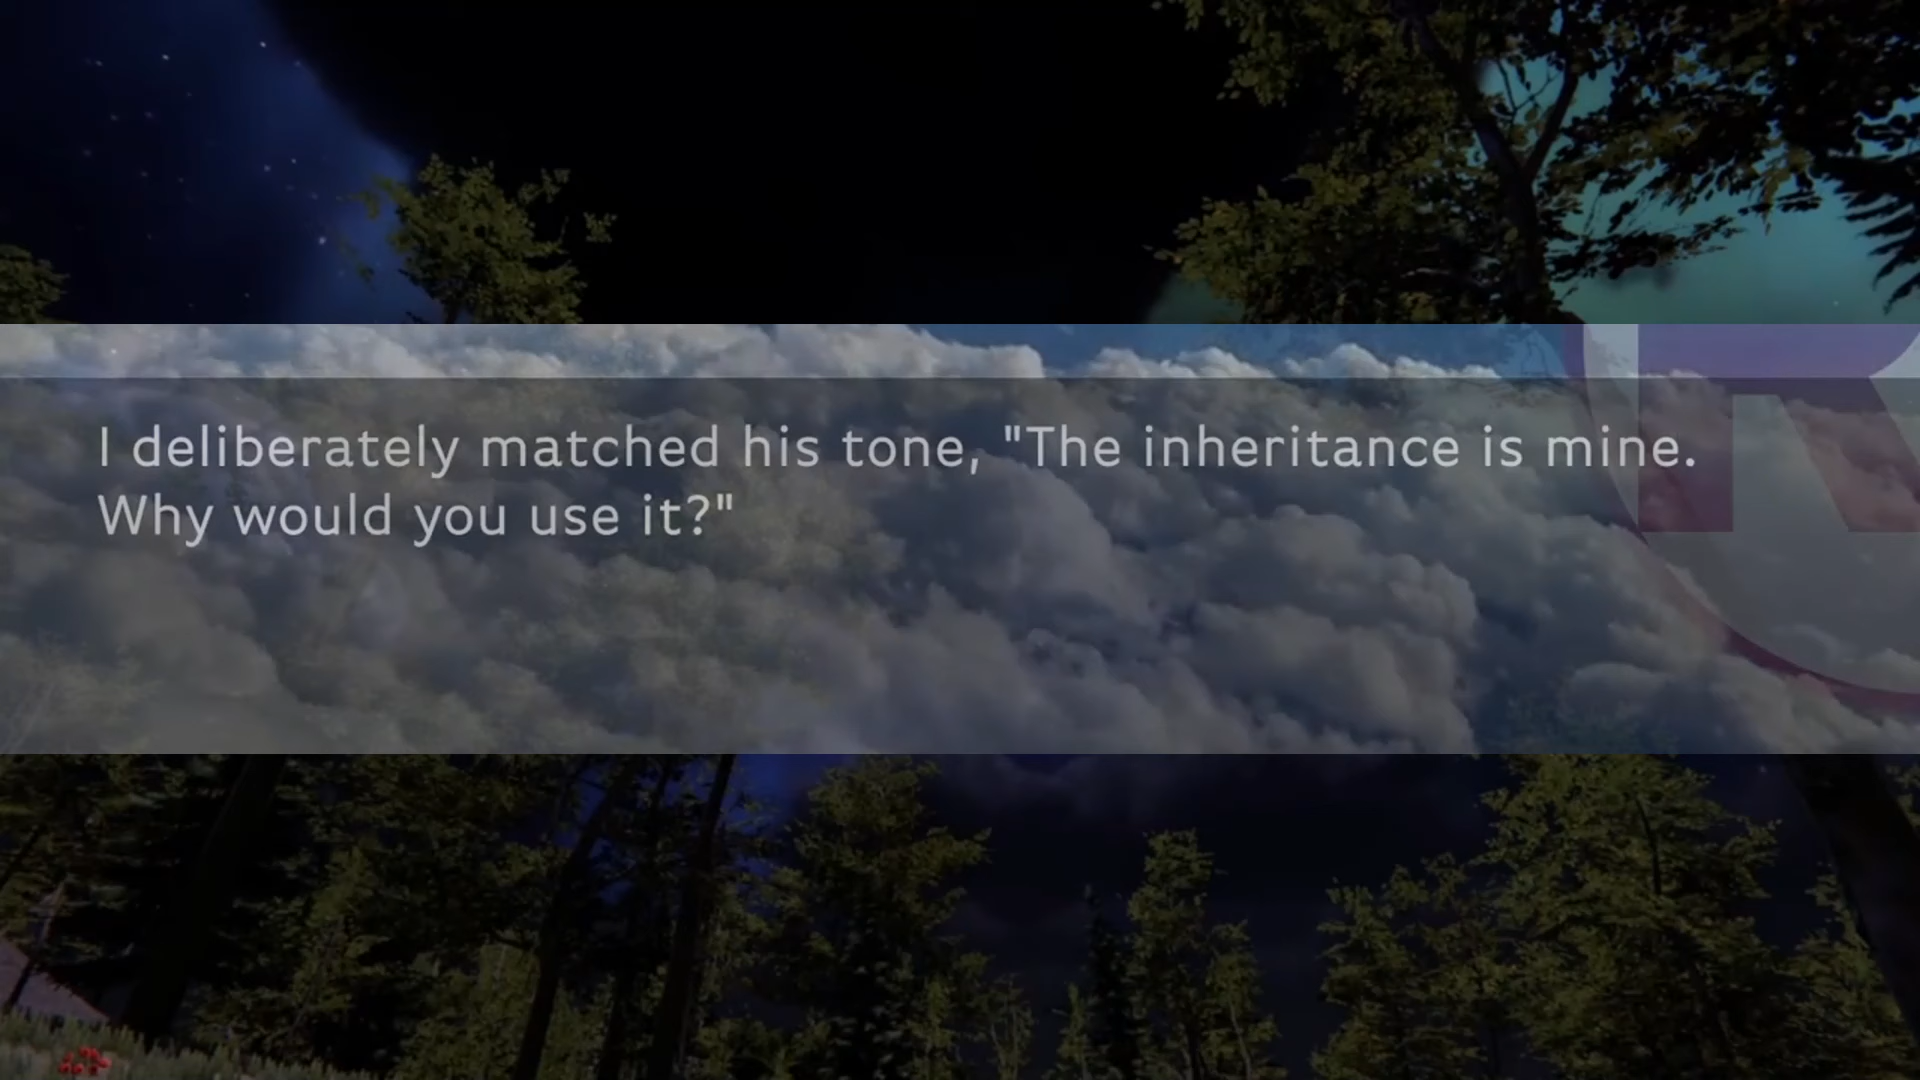 I deliberately matched his tone, "The inheritance is mine.
Why would you use it?"
R